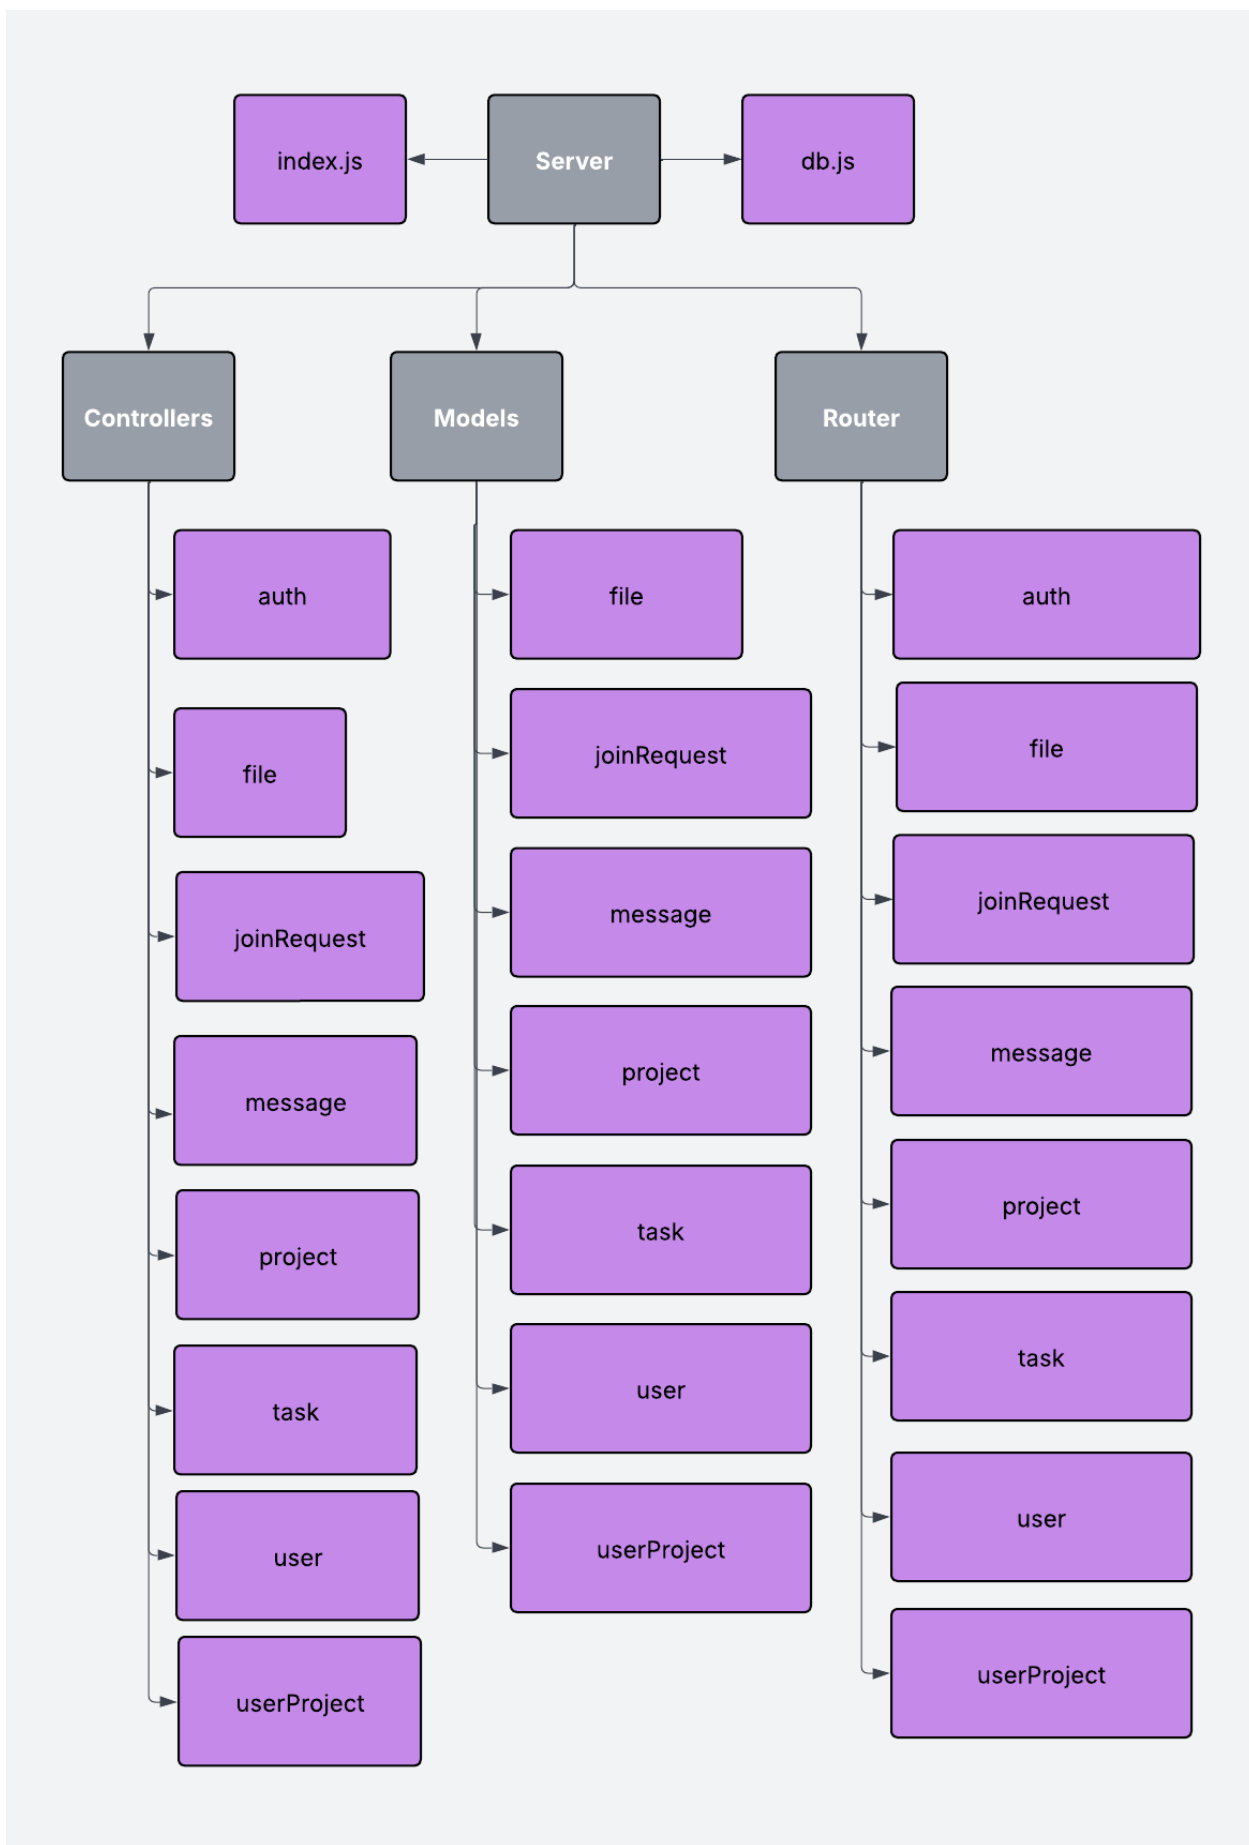 index.js
Server
db.js
Controllers
Models
Router
auth
file
joinRequest
message
project
task
user
userProject
file
joinRequest
message
project
task
user
userProject
auth
file
joinRequest
message
project
task
user
userProject